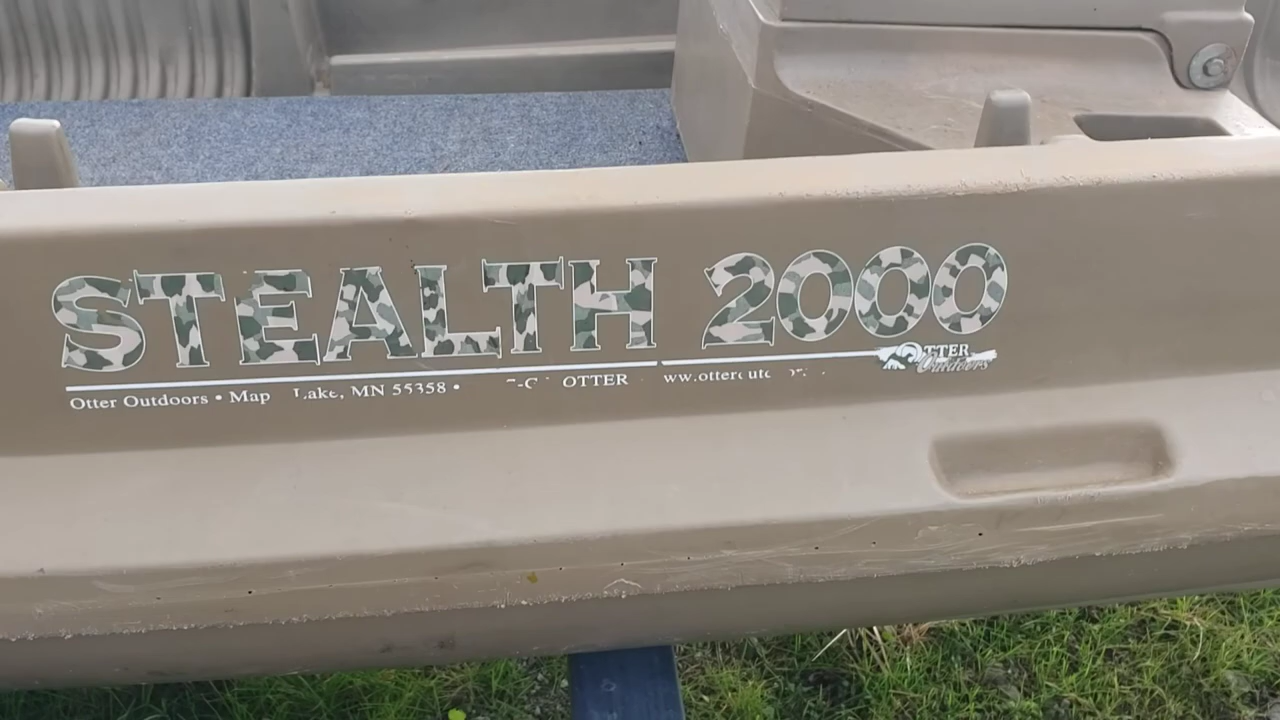 STEALTH 2000
OTTER
Outdoors
Otter Outdoors • Map Lake, MN 55358 • OTTER